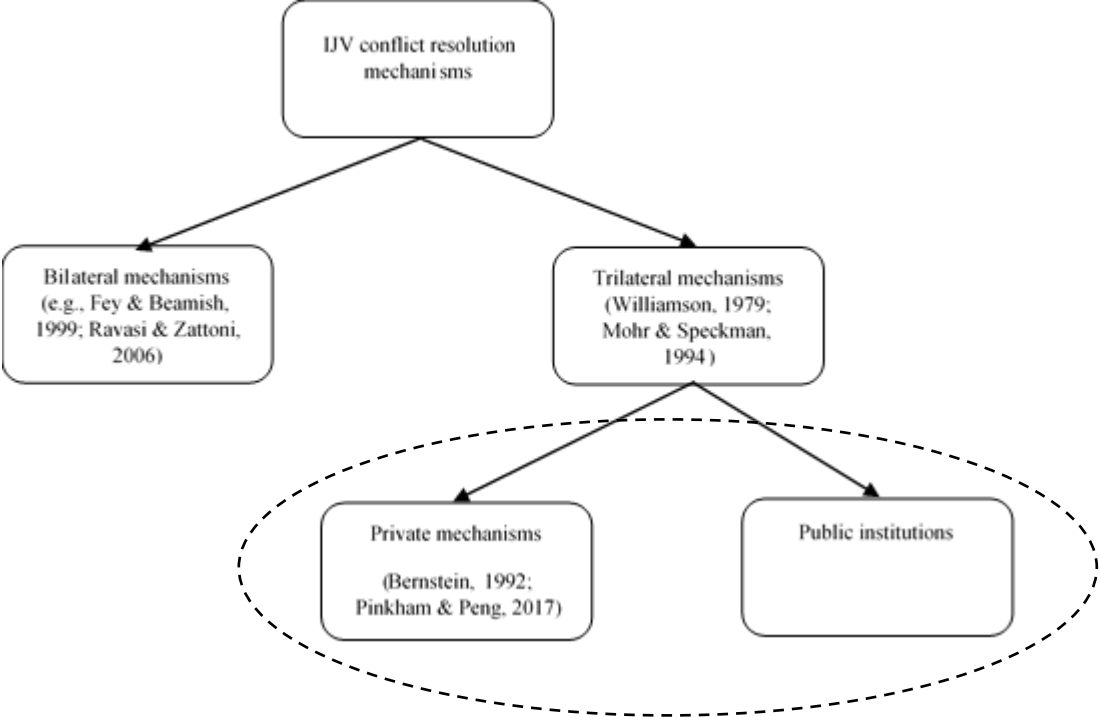 IJV conflict resolution
mechanisms
Bilateral mechanisms
(e.g., Fey & Beamish,
1999; Ravasi & Zattoni,
2006)
Trilateral mechanisms
(Williamson, 1979;
Mohr & Speckman,
1994)
Private mechanisms
(Bernstein, 1992;
Pinkham & Peng, 2017)
Public institutions